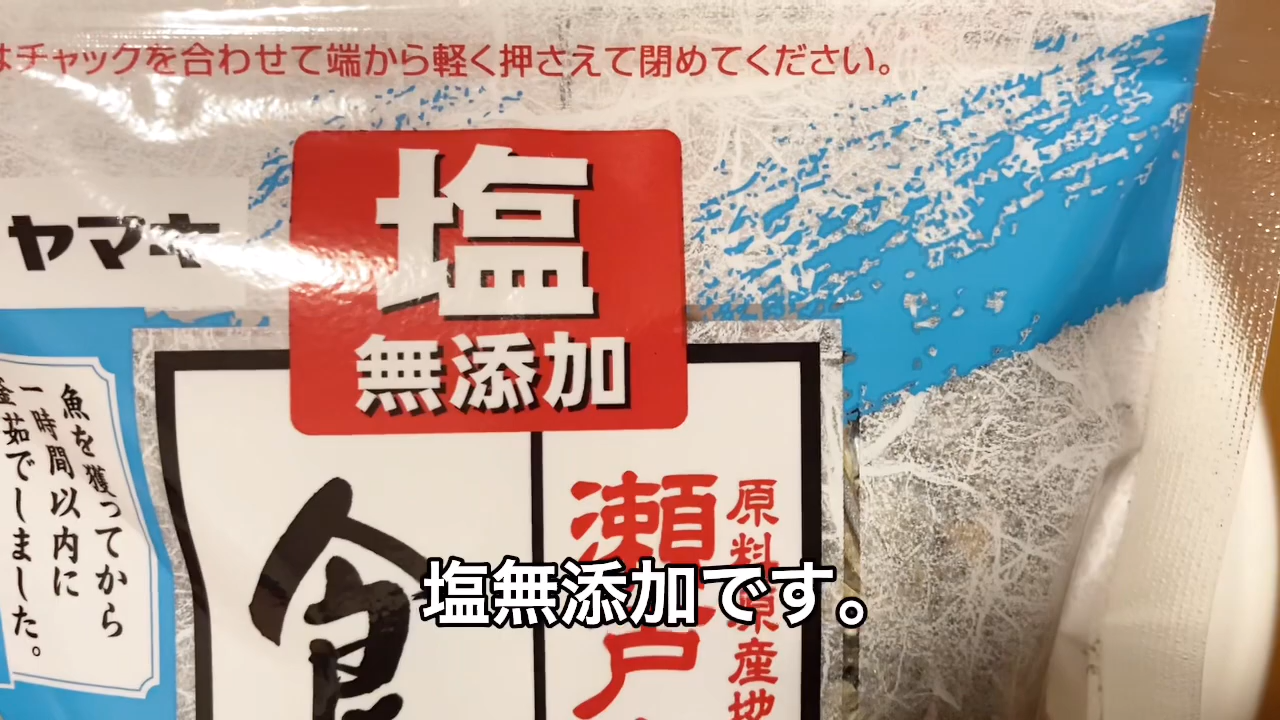 はチャックを合わせて端から軽く押さえて閉めてください。
ヤマキ
塩
無添加
魚を獲ってから
一時間以内に
釜茹でしました。
食
原料原産地
瀬戸
塩無添加です。